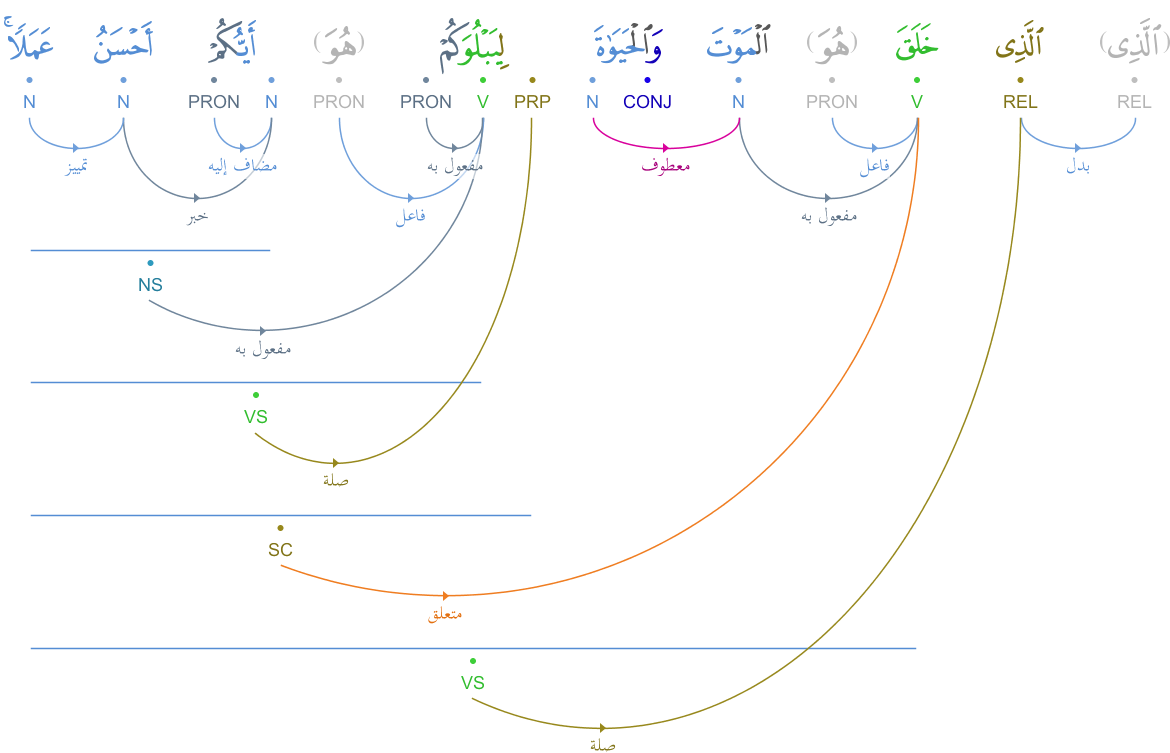 (ٱلَّذِى) ٱلَّذِى خَلَقَ (هُوَ) ٱلْمَوْتَ وَٱلْحَيَوٰةَ لِيَبْلُوَكُمْ (هُوَ) أَيُّكُمْ أَحْسَنُ عَمَلًا ۚ
REL REL V PRON N CONJ N PRP V PRON PRON N PRON N N
بدل فاعل معطوف مفعول به مضاف إليه تمييز
مفعول به فاعل خبر
NS
مفعول به
VS
صلة
SC
متعلق
VS
صلة